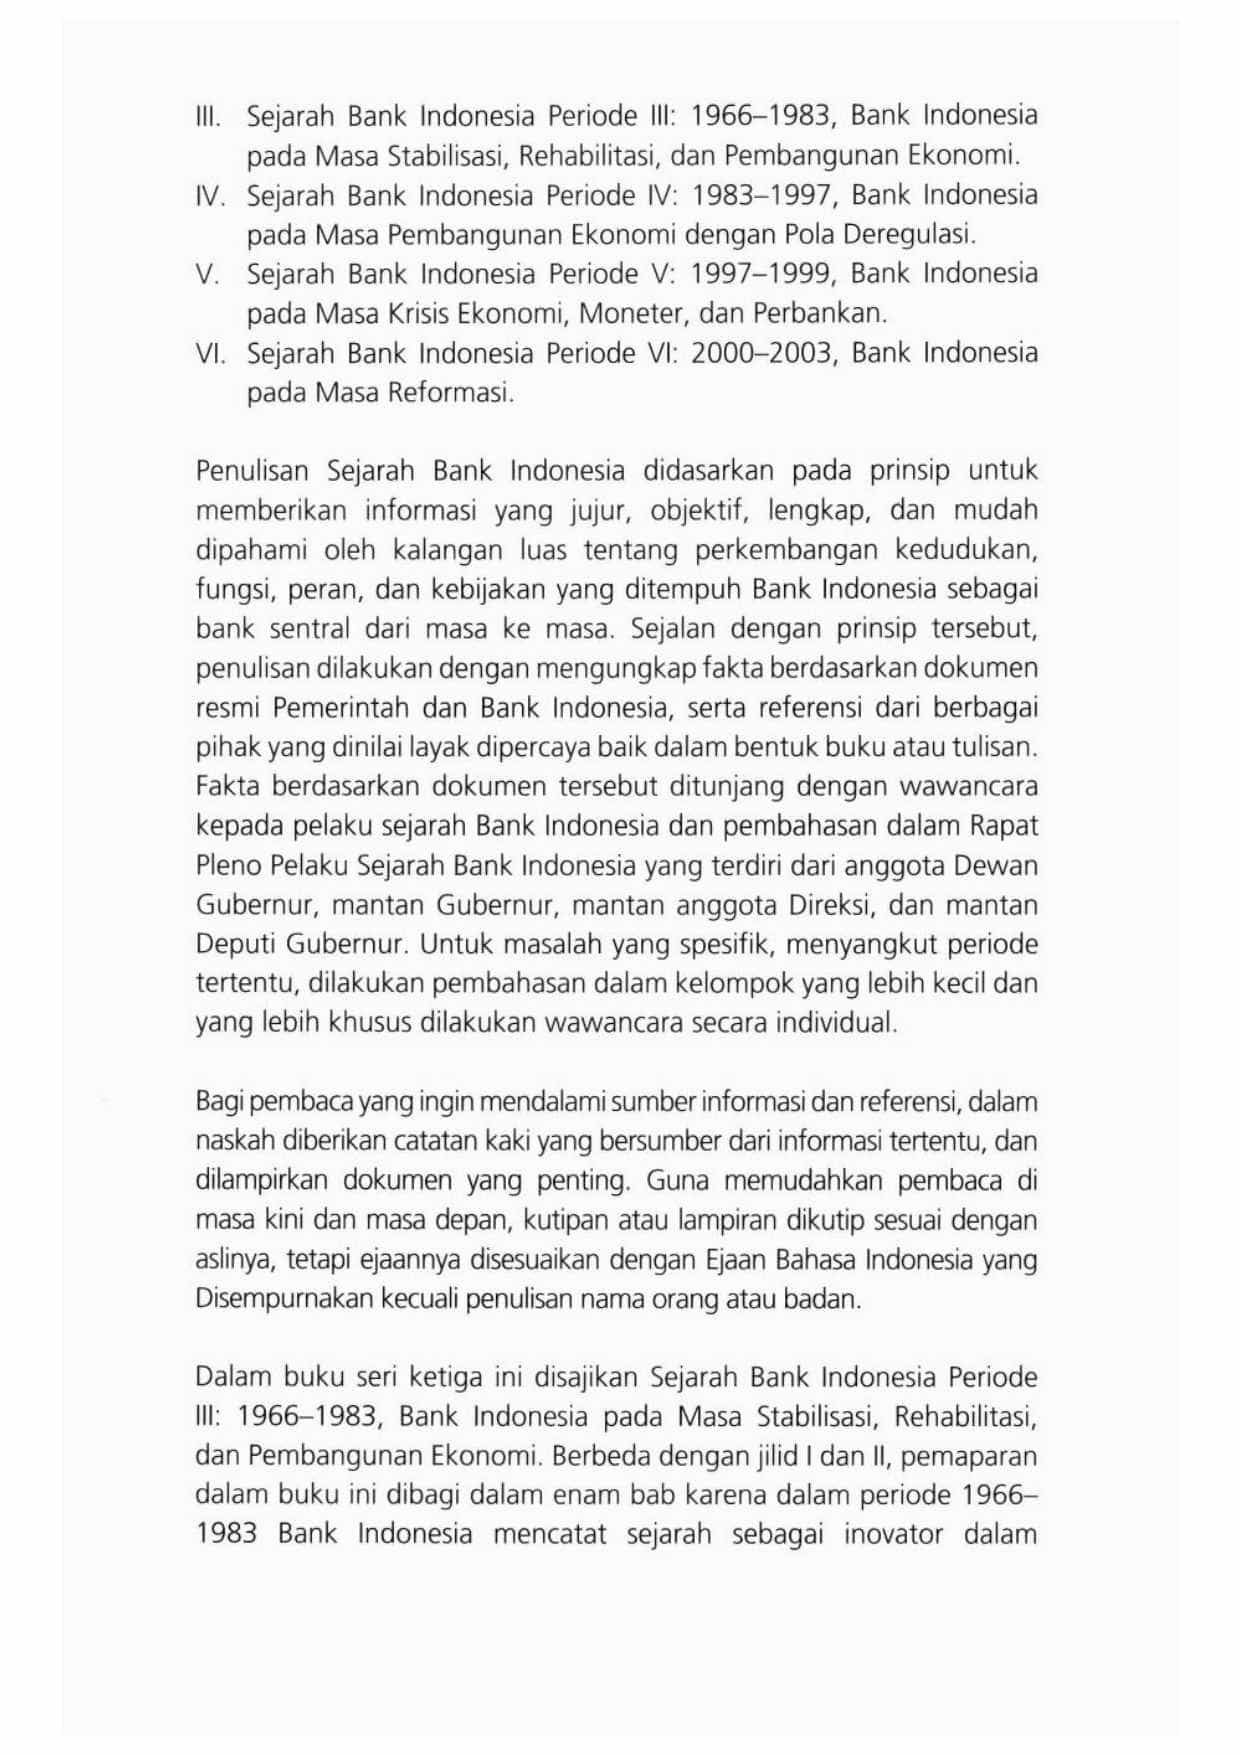 III. Sejarah Bank Indonesia Periode III: 1966–1983, Bank Indonesia
pada Masa Stabilisasi, Rehabilitasi, dan Pembangunan Ekonomi.
IV. Sejarah Bank Indonesia Periode IV: 1983–1997, Bank Indonesia
pada Masa Pembangunan Ekonomi dengan Pola Deregulasi.
V. Sejarah Bank Indonesia Periode V: 1997–1999, Bank Indonesia
pada Masa Krisis Ekonomi, Moneter, dan Perbankan.
VI. Sejarah Bank Indonesia Periode VI: 2000–2003, Bank Indonesia
pada Masa Reformasi.
Penulisan Sejarah Bank Indonesia didasarkan pada prinsip untuk
memberikan informasi yang jujur, objektif, lengkap, dan mudah
dipahami oleh kalangan luas tentang perkembangan kedudukan,
fungsi, peran, dan kebijakan yang ditempuh Bank Indonesia sebagai
bank sentral dari masa ke masa. Sejalan dengan prinsip tersebut,
penulisan dilakukan dengan mengungkap fakta berdasarkan dokumen
resmi Pemerintah dan Bank Indonesia, serta referensi dari berbagai
pihak yang dinilai layak dipercaya baik dalam bentuk buku atau tulisan.
Fakta berdasarkan dokumen tersebut ditunjang dengan wawancara
kepada pelaku sejarah Bank Indonesia dan pembahasan dalam Rapat
Pleno Pelaku Sejarah Bank Indonesia yang terdiri dari anggota Dewan
Gubernur, mantan Gubernur, mantan anggota Direksi, dan mantan
Deputi Gubernur. Untuk masalah yang spesifik, menyangkut periode
tertentu, dilakukan pembahasan dalam kelompok yang lebih kecil dan
yang lebih khusus dilakukan wawancara secara individual.
Bagi pembaca yang ingin mendalami sumber informasi dan referensi, dalam
naskah diberikan catatan kaki yang bersumber dari informasi tertentu, dan
dilampirkan dokumen yang penting. Guna memudahkan pembaca di
masa kini dan masa depan, kutipan atau lampiran dikutip sesuai dengan
aslinya, tetapi ejaannya disesuaikan dengan Ejaan Bahasa Indonesia yang
Disempurnakan kecuali penulisan nama orang atau badan.
Dalam buku seri ketiga ini disajikan Sejarah Bank Indonesia Periode
III: 1966–1983, Bank Indonesia pada Masa Stabilisasi, Rehabilitasi,
dan Pembangunan Ekonomi. Berbeda dengan jilid I dan II, pemaparan
dalam buku ini dibagi dalam enam bab karena dalam periode 1966–
1983 Bank Indonesia mencatat sejarah sebagai inovator dalam